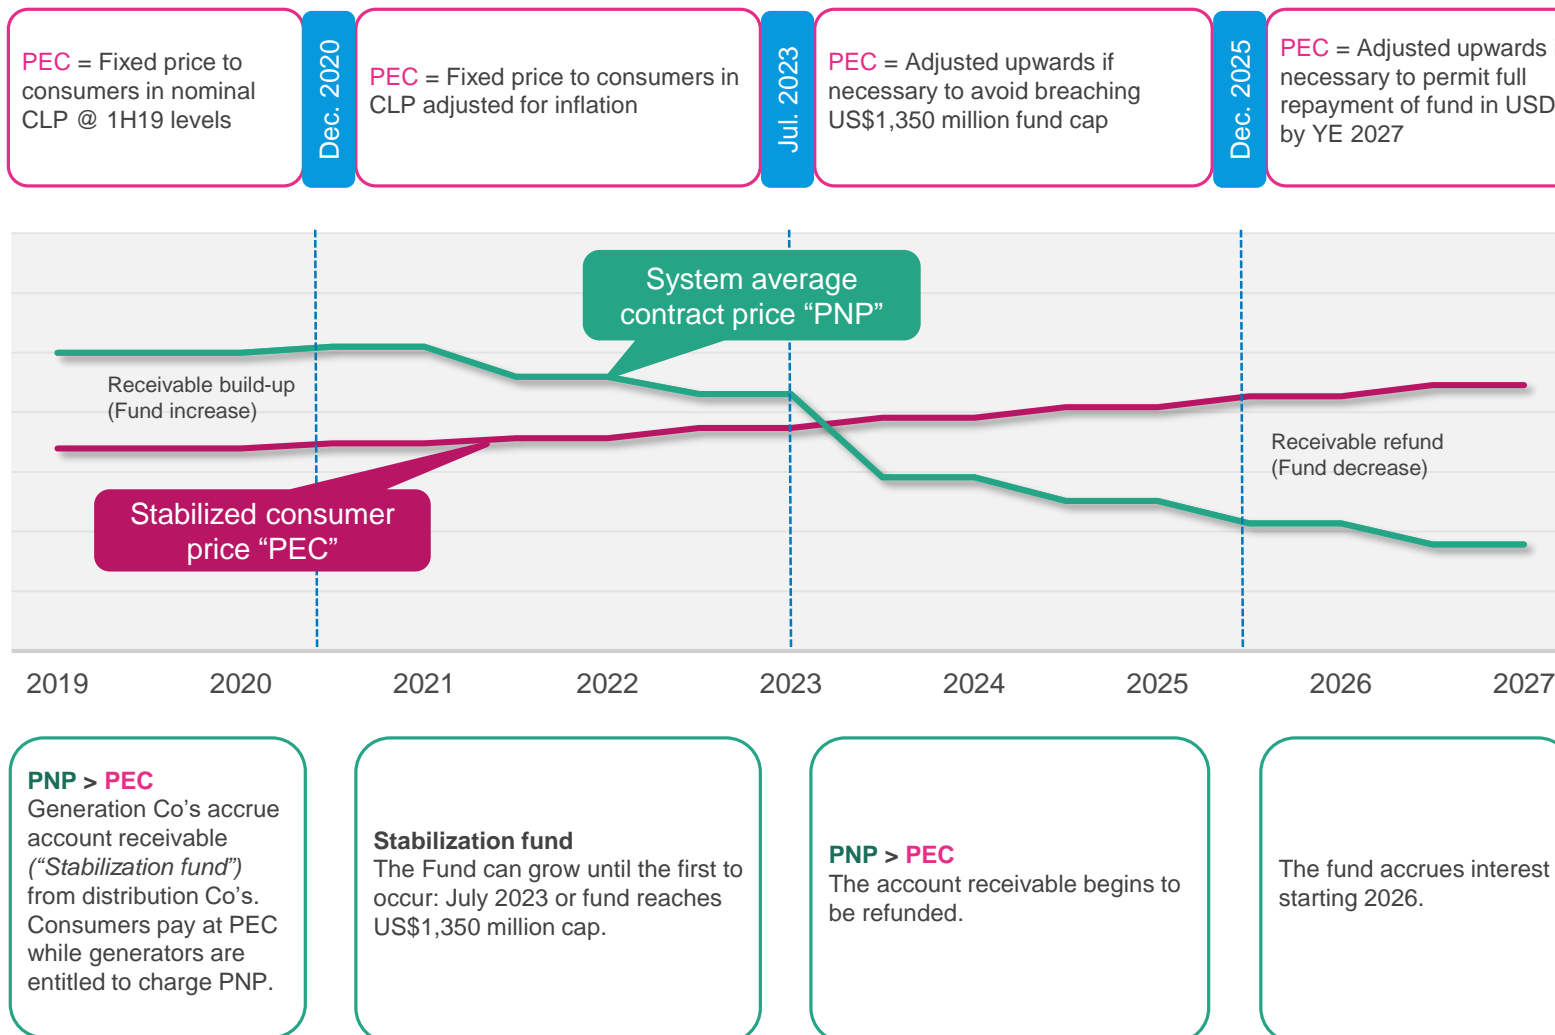 PEC = Fixed price to
consumers in nominal
CLP @ 1H19 levels
Dec. 2020
PEC = Fixed price to consumers in
CLP adjusted for inflation
Jul. 2023
PEC = Adjusted upwards if
necessary to avoid breaching
US$1,350 million fund cap
Dec. 2025
PEC = Adjusted upwards
necessary to permit full
repayment of fund in USD
by YE 2027
System average
contract price “PNP”
Receivable build-up
(Fund increase)
Receivable refund
(Fund decrease)
Stabilized consumer
price “PEC”
2019 2020 2021 2022 2023 2024 2025 2026 2027
PNP > PEC
Generation Co’s accrue
account receivable
(“Stabilization fund”)
from distribution Co’s.
Consumers pay at PEC
while generators are
entitled to charge PNP.
Stabilization fund
The Fund can grow until the first to
occur: July 2023 or fund reaches
US$1,350 million cap.
PNP > PEC
The account receivable begins to
be refunded.
The fund accrues interest
starting 2026.